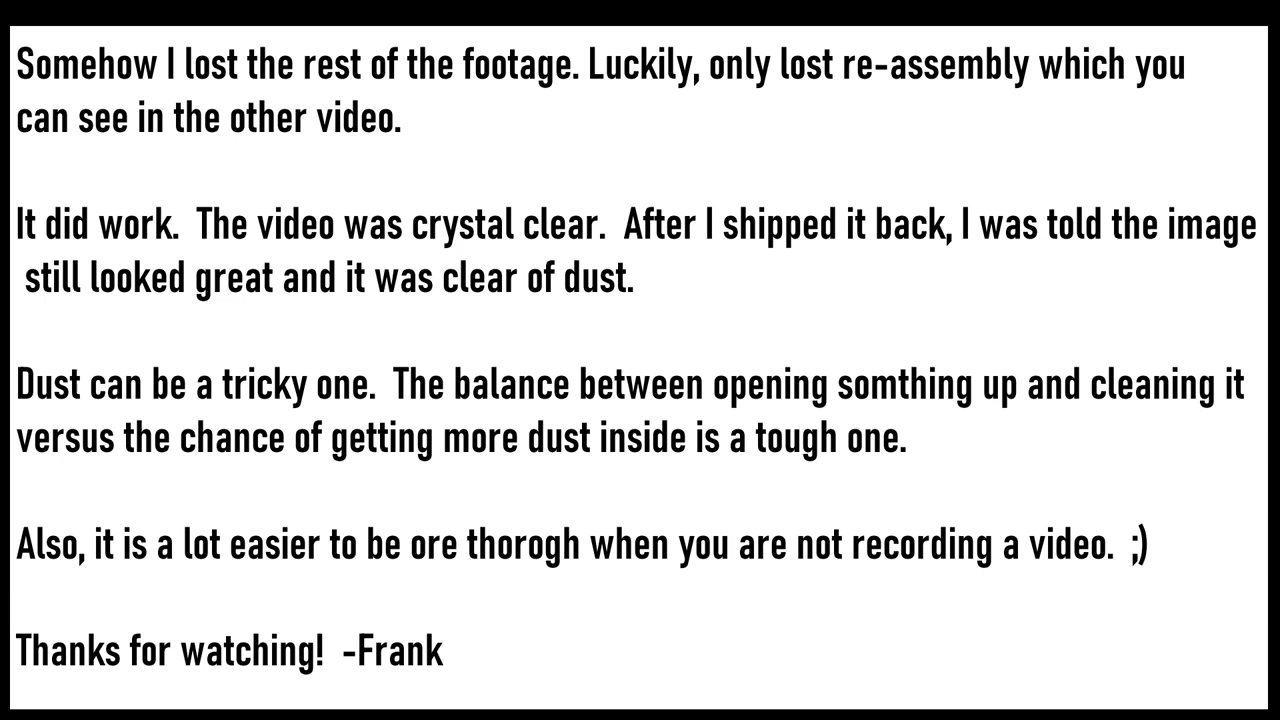 Somehow I lost the rest of the footage. Luckily, only lost re-assembly which you
can see in the other video.
It did work.  The video was crystal clear.  After I shipped it back, I was told the image
still looked great and it was clear of dust.
Dust can be a tricky one.  The balance between opening somthing up and cleaning it
versus the chance of getting more dust inside is a tough one.
Also, it is a lot easier to be ore thorogh when you are not recording a video.  ;)
Thanks for watching!  -Frank